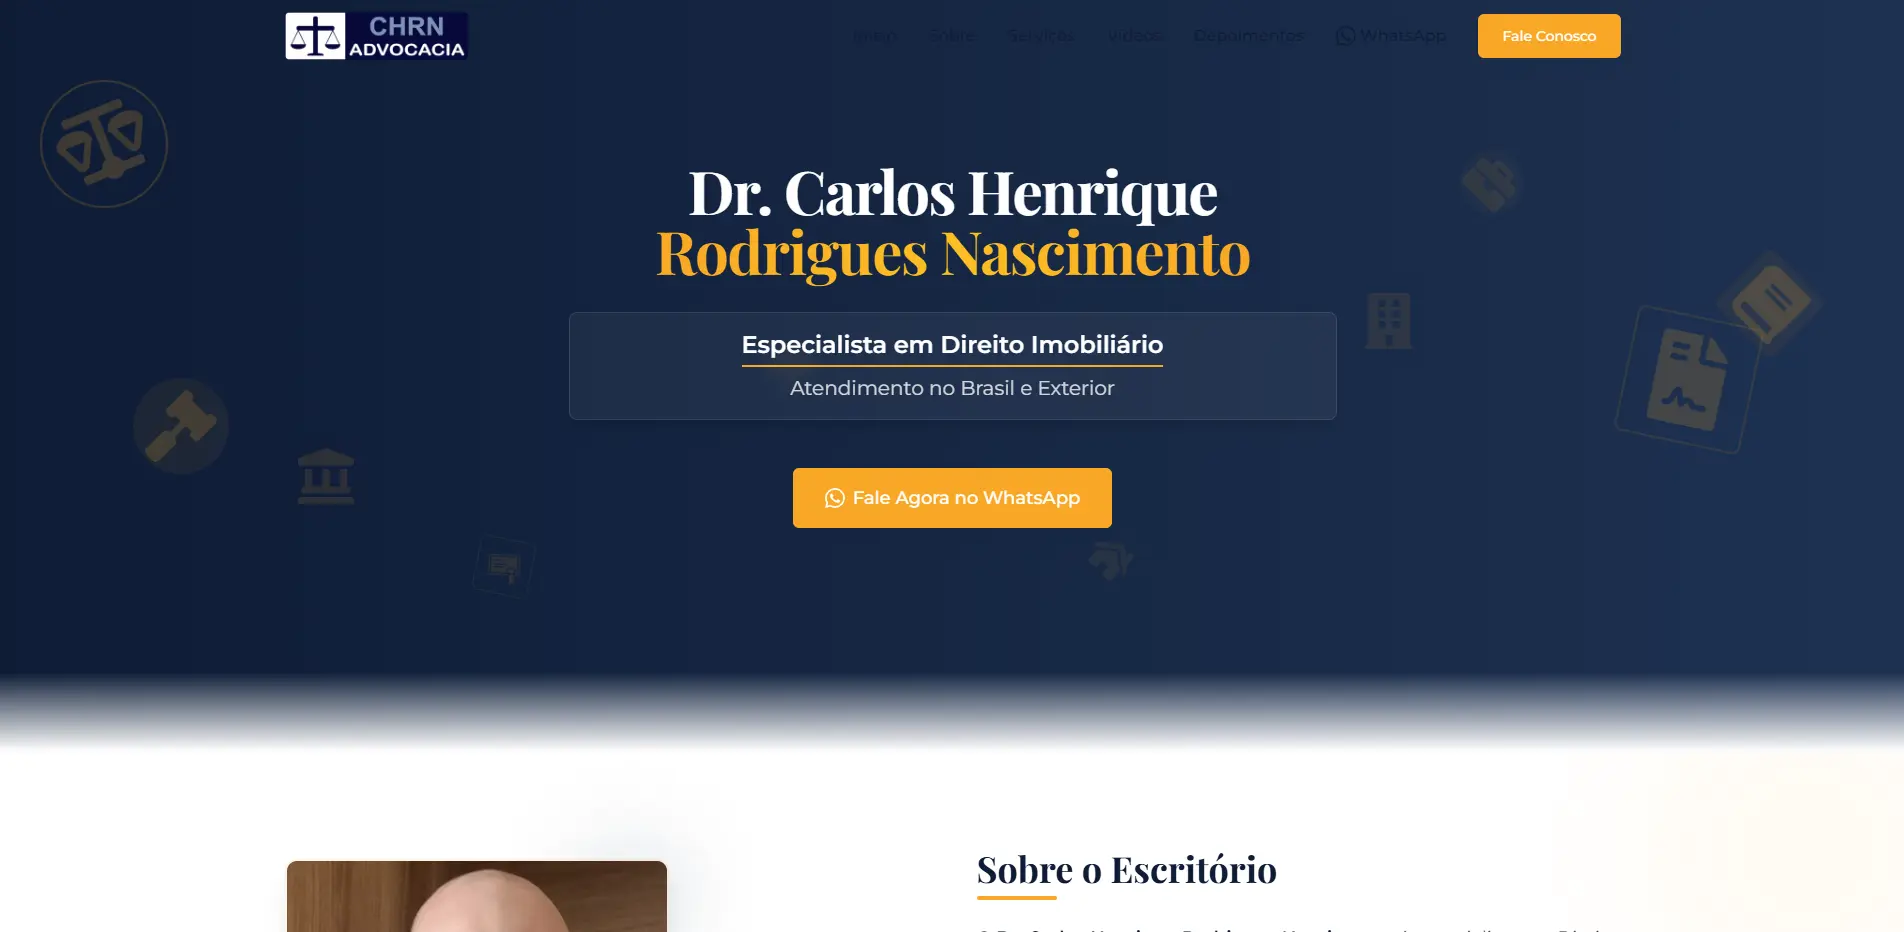 CHRN
ADVOCACIA
Início Sobre Serviços Vídeos Depoimentos WhatsApp Fale Conosco
Dr. Carlos Henrique
Rodrigues Nascimento
Especialista em Direito Imobiliário
Atendimento no Brasil e Exterior
Fale Agora no WhatsApp
Sobre o Escritório